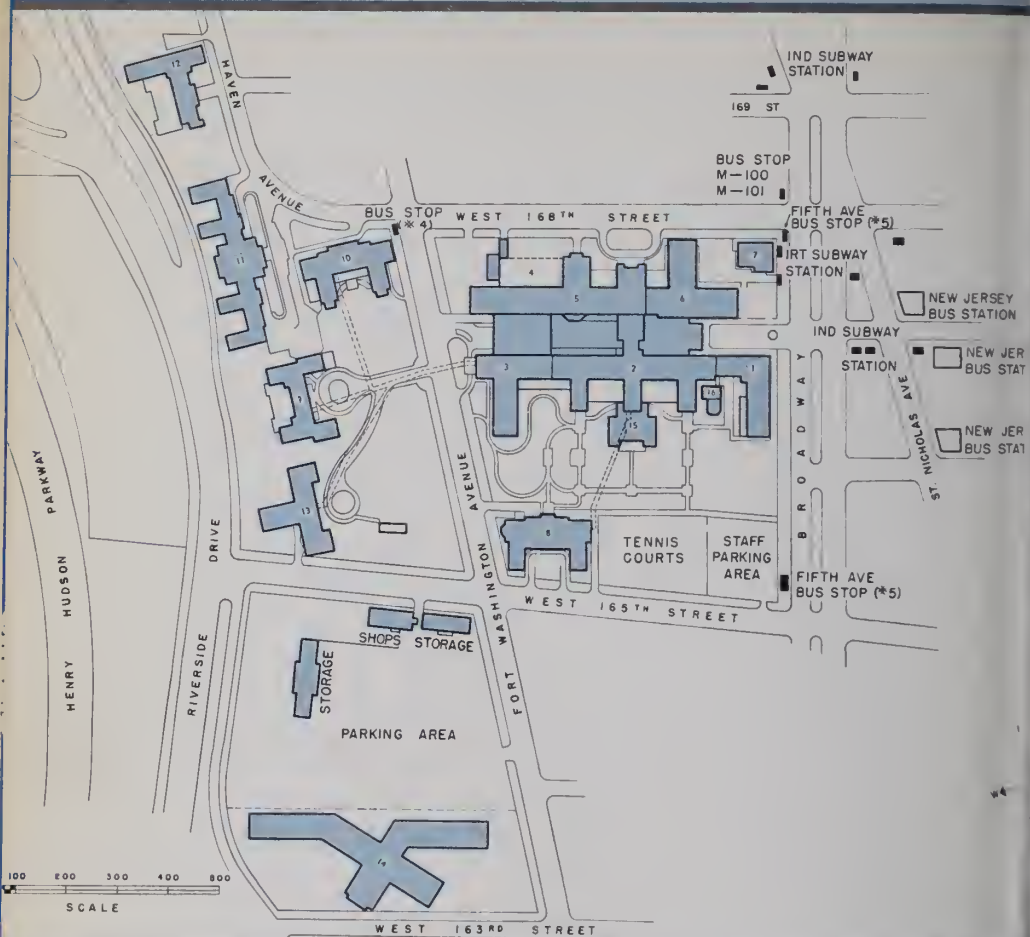 IND SUBWAY
STATION
12
HAVEN
AVENUE
169 ST
BUS STOP
M-100
M-101
BUS STOP
(*4)
WEST 168TH STREET
FIFTH AVE
BUS STOP (*5)
IRT SUBWAY
STATION
7
4
10
11
5
6
NEW JERSEY
BUS STATION
IND SUBWAY
STATION
NEW JER
BUS STAT
3
2
1
9
16
15
NEW JER
BUS STAT
ST. NICHOLAS AVE
BROADWAY
HENRY HUDSON PARKWAY
13
8
TENNIS
COURTS
STAFF
PARKING
AREA
RIVERSIDE DRIVE
FORT WASHINGTON AVENUE
FIFTH AVE
BUS STOP (*5)
WEST 165TH STREET
SHOPS STORAGE
STORAGE
PARKING AREA
14
100 200 300 400 500
SCALE
WEST 163RD STREET